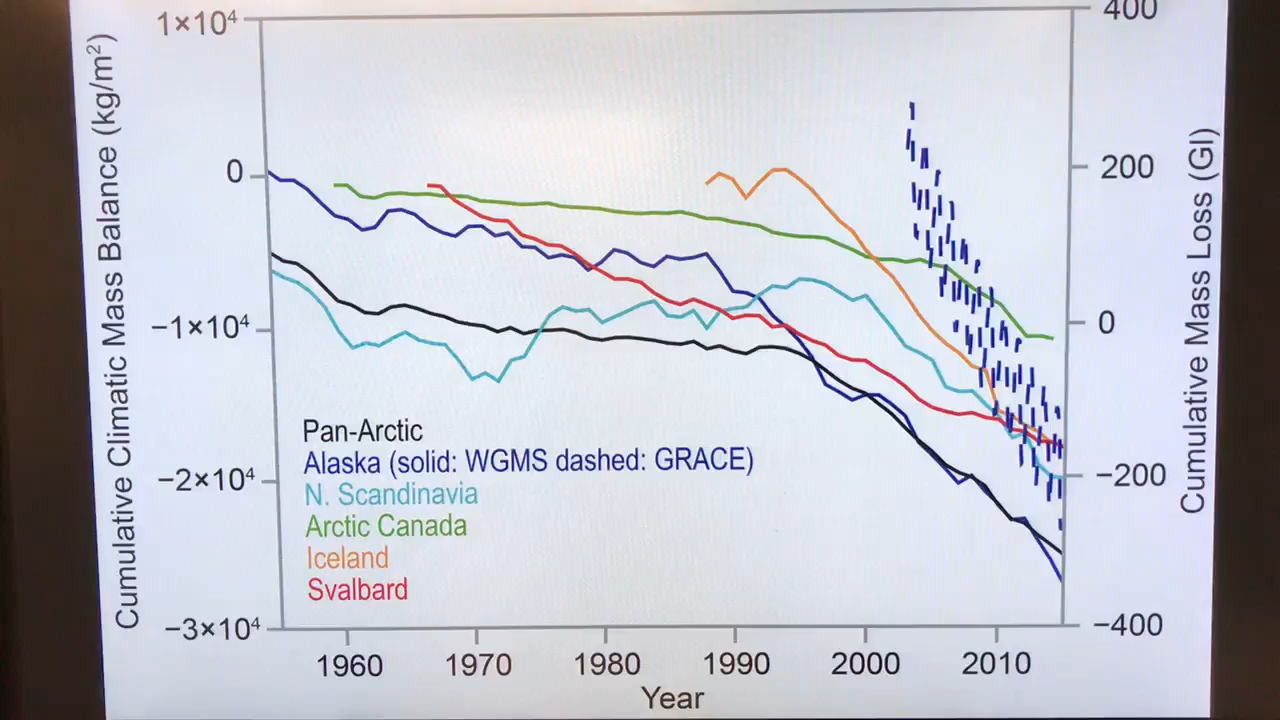 Cumulative Climatic Mass Balance (kg/m²)
1×10⁴
0
−1×10⁴
−2×10⁴
−3×10⁴
400
200
0
−200
−400
Cumulative Mass Loss (GI)
Pan-Arctic
Alaska (solid: WGMS dashed: GRACE)
N. Scandinavia
Arctic Canada
Iceland
Svalbard
1960 1970 1980 1990 2000 2010
Year